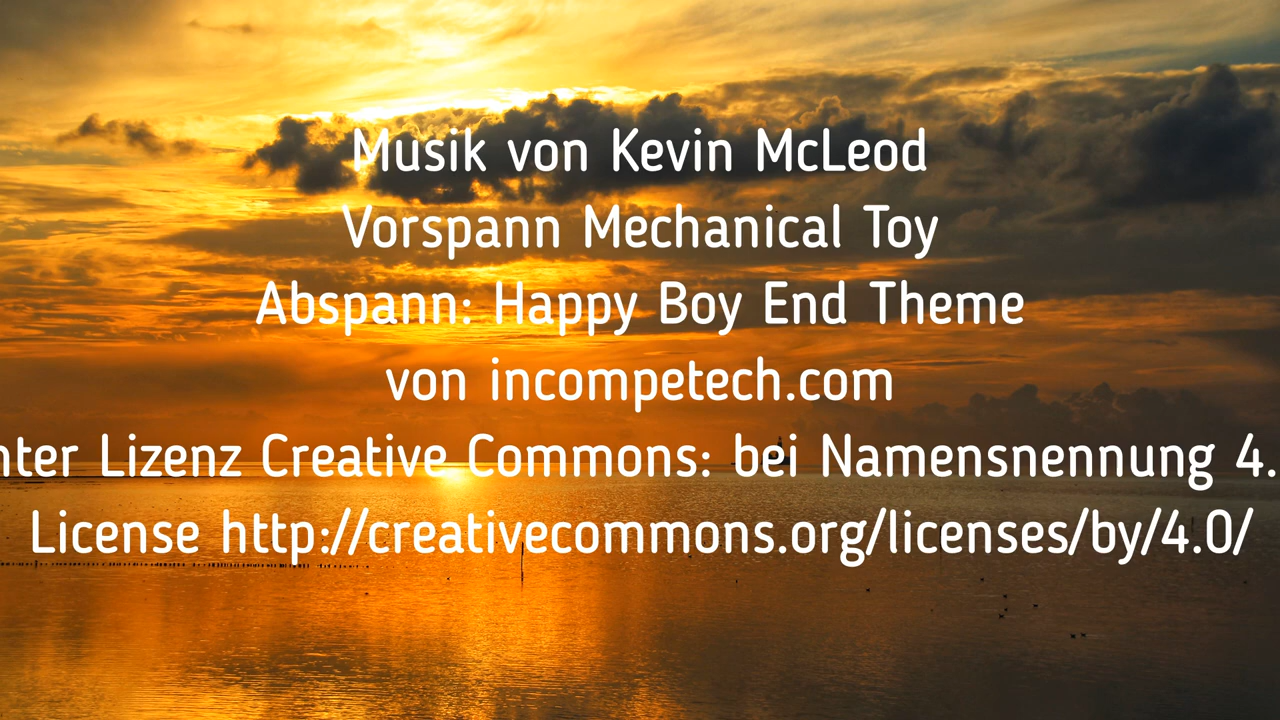 Musik von Kevin McLeod
Vorspann Mechanical Toy
Abspann: Happy Boy End Theme
von incompetech.com
nter Lizenz Creative Commons: bei Namensnennung 4.
License http://creativecommons.org/licenses/by/4.0/